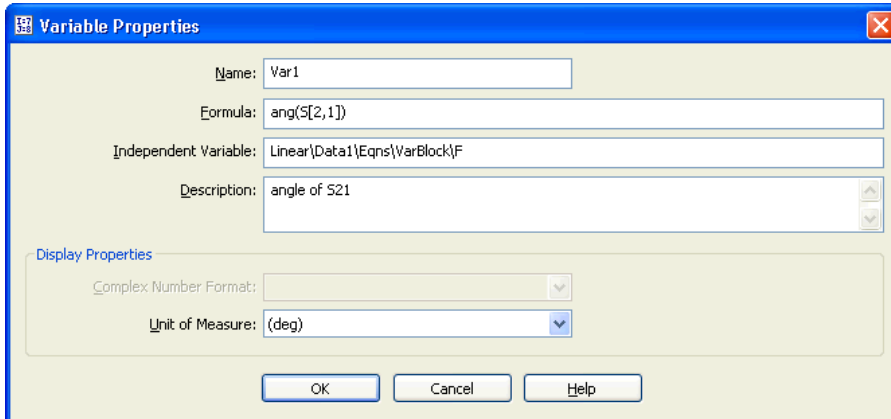 Variable Properties
Name: Var1
Formula: ang(S[2,1])
Independent Variable: Linear\Data1\Eqns\VarBlock\F
Description: angle of S21
Display Properties
Complex Number Format:
Unit of Measure: (deg)
OK Cancel Help